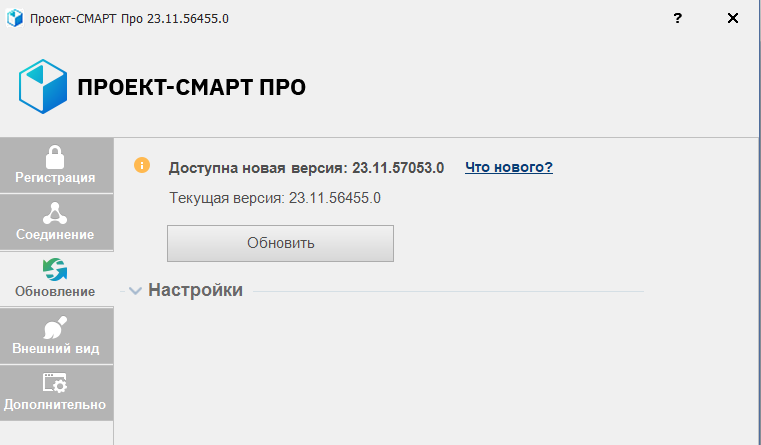 Проект-СМАРТ Про 23.11.56455.0
?
ПРОЕКТ-СМАРТ ПРО
Регистрация
Соединение
Обновление
Внешний вид
Дополнительно
Доступна новая версия: 23.11.57053.0 Что нового?
Текущая версия: 23.11.56455.0
Обновить
Настройки